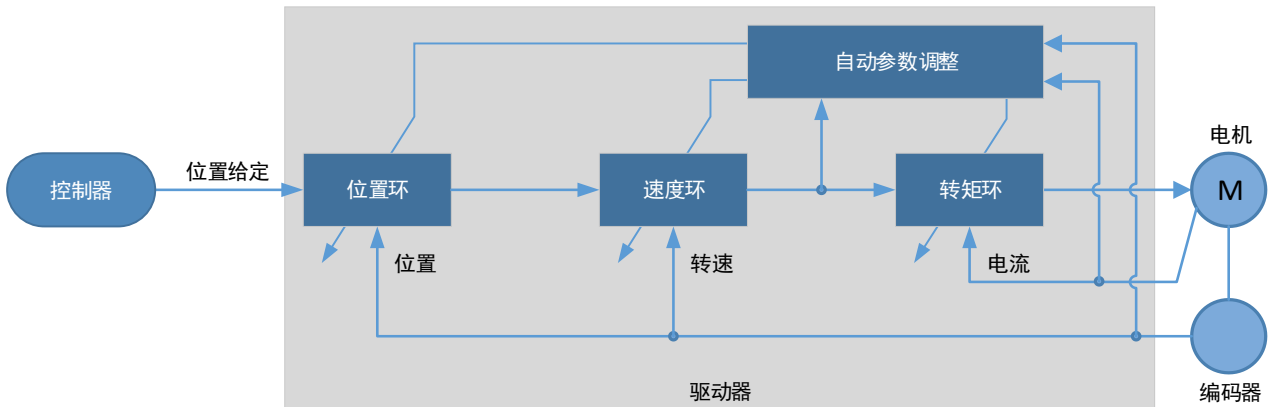 自动参数调整
电机
控制器
位置给定
位置环
速度环
转矩环
M
位置
转速
电流
驱动器
编码器